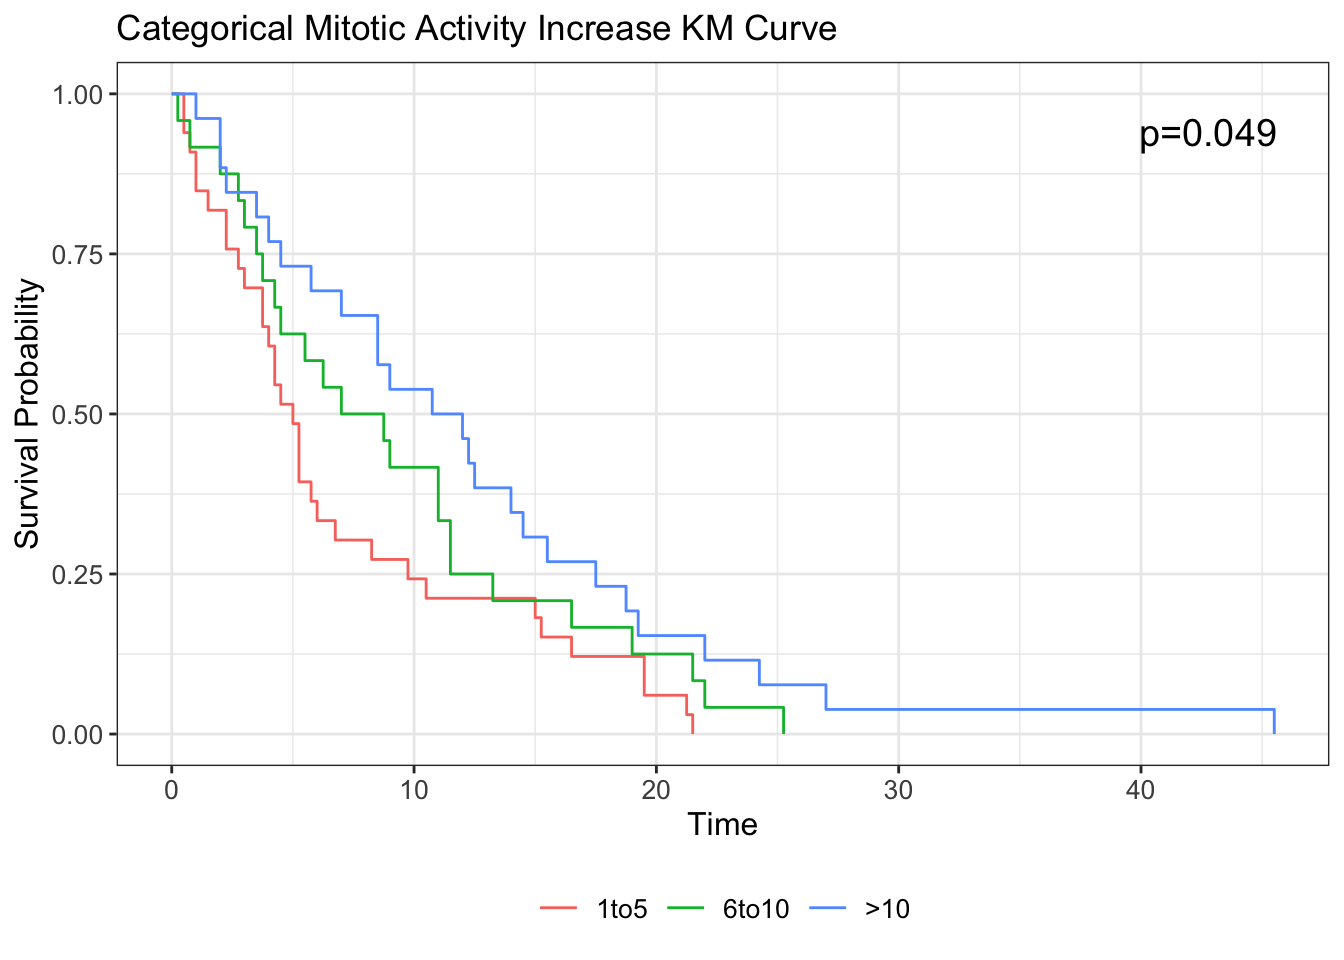 Categorical Mitotic Activity Increase KM Curve
p=0.049
1.00
0.75
0.50
0.25
0.00
Survival Probability
0 10 20 30 40
Time
1to5 6to10 >10